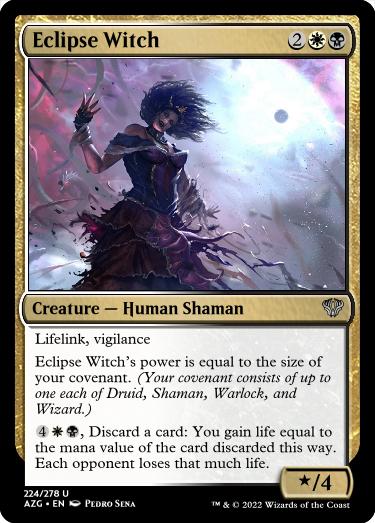 Eclipse Witch 2
Creature — Human Shaman
Lifelink, vigilance
Eclipse Witch's power is equal to the size of
your covenant. (Your covenant consists of up to
one each of Druid, Shaman, Warlock, and
Wizard.)
4, Discard a card: You gain life equal to
the mana value of the card discarded this way.
Each opponent loses that much life.
★/4
224/278 U
AZG • EN Pedro Sena ™ & © 2022 Wizards of the Coast